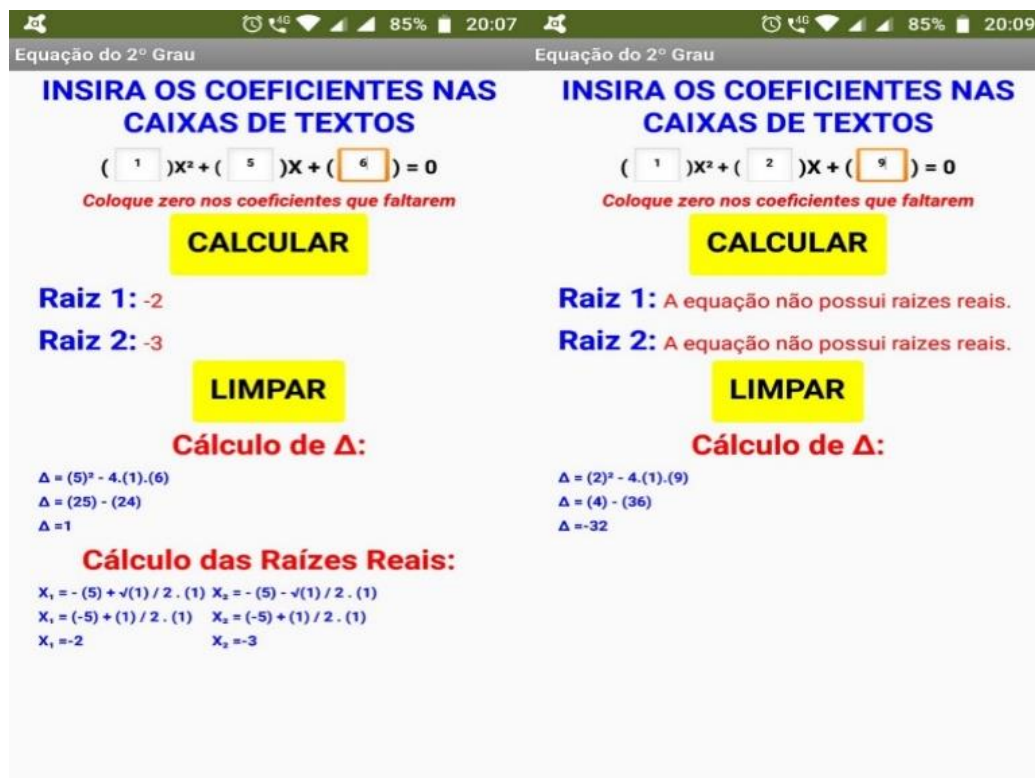 4G 85% 20:07
Equação do 2º Grau
INSIRA OS COEFICIENTES NAS
CAIXAS DE TEXTOS
( 1 )X² + ( 5 )X + ( 6 ) = 0
Coloque zero nos coeficientes que faltarem
CALCULAR
Raiz 1: -2
Raiz 2: -3
LIMPAR
Cálculo de Δ:
Δ = (5)² - 4.(1).(6)
Δ = (25) - (24)
Δ =1
Cálculo das Raízes Reais:
X₁ = - (5) + √(1) / 2 . (1) X₂ = - (5) - √(1) / 2 . (1)
X₁ = (-5) + (1) / 2 . (1) X₂ = (-5) + (1) / 2 . (1)
X₁ =-2 X₂ =-3
4G 85% 20:09
Equação do 2º Grau
INSIRA OS COEFICIENTES NAS
CAIXAS DE TEXTOS
( 1 )X² + ( 2 )X + ( 9 ) = 0
Coloque zero nos coeficientes que faltarem
CALCULAR
Raiz 1: A equação não possui raizes reais.
Raiz 2: A equação não possui raizes reais.
LIMPAR
Cálculo de Δ:
Δ = (2)² - 4.(1).(9)
Δ = (4) - (36)
Δ =-32